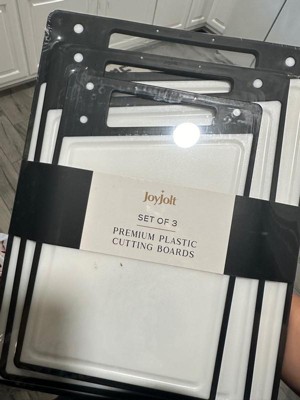 JoyJolt
SET OF 3
PREMIUM PLASTIC
CUTTING BOARDS